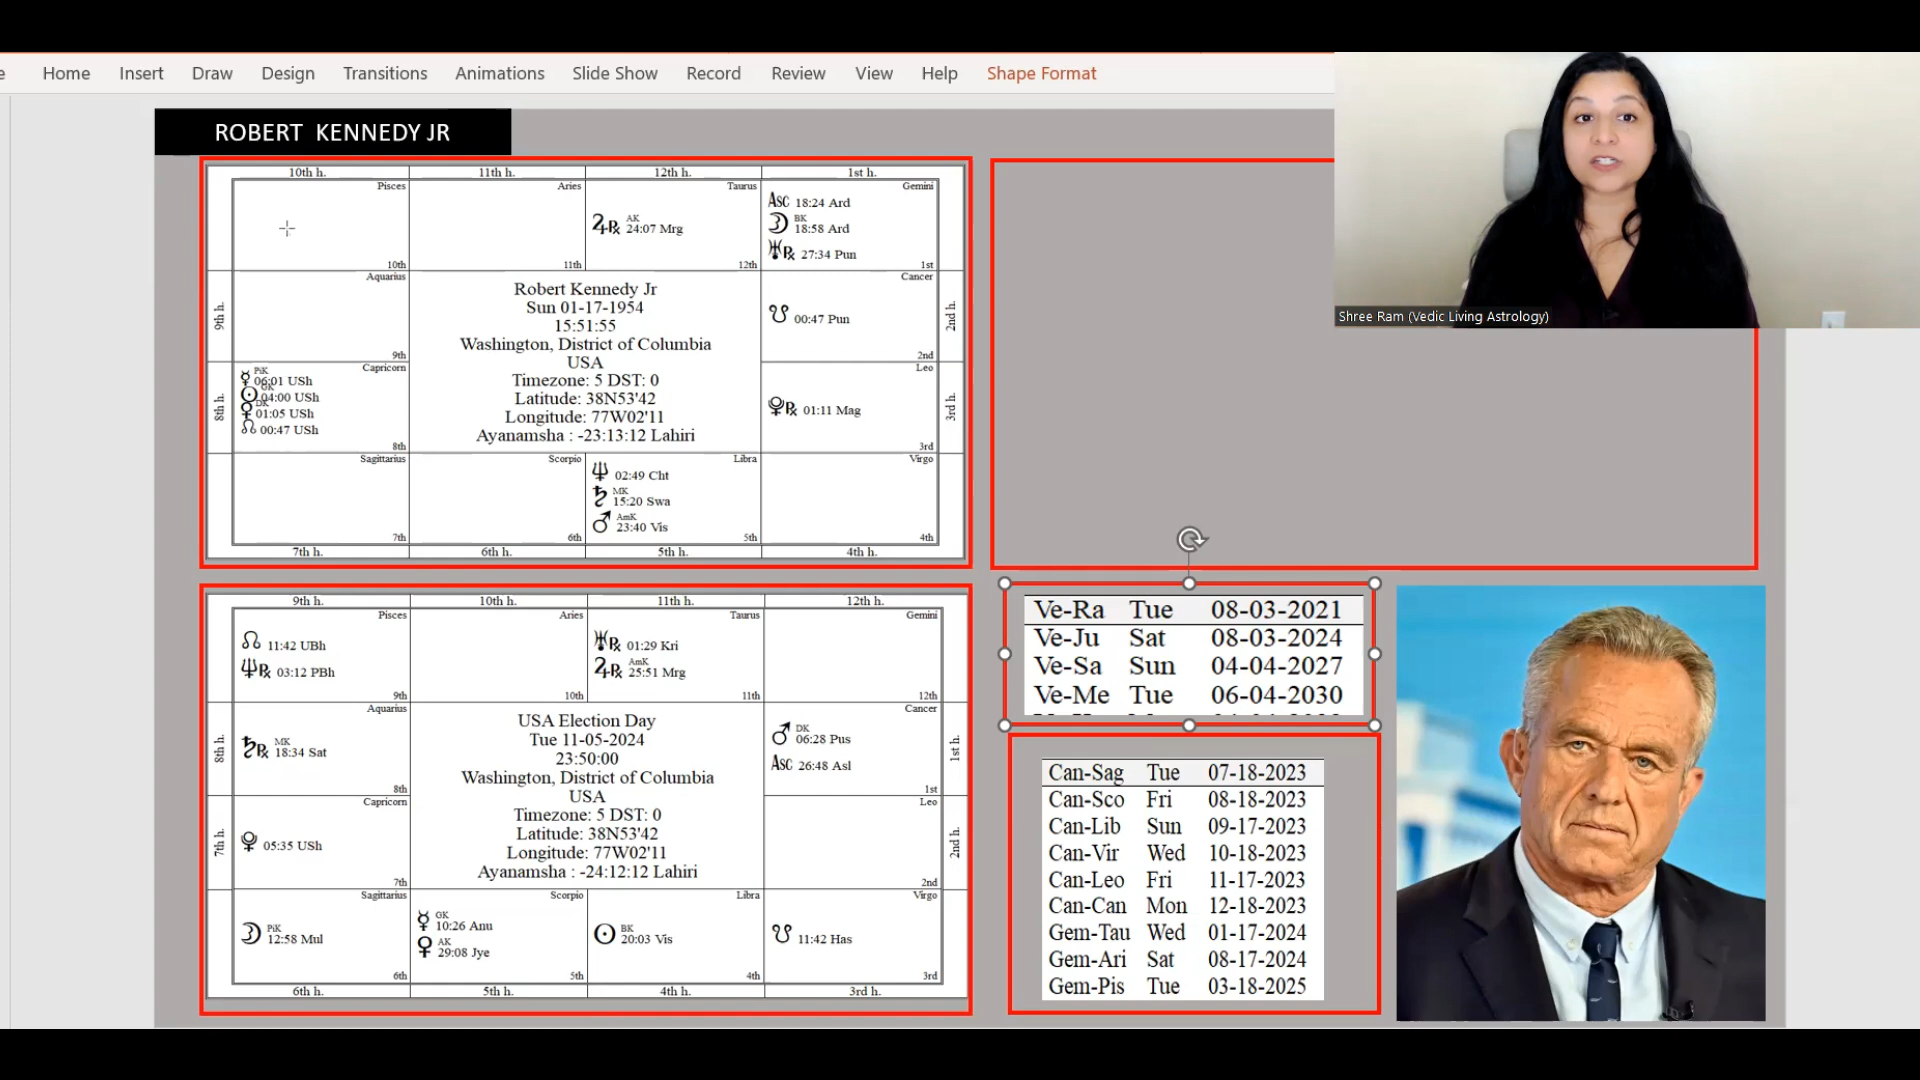 e Home Insert Draw Design Transitions Animations Slide Show Record Review View Help Shape Format
Shree Ram (Vedic Living Astrology)
ROBERT KENNEDY JR
10th h. 11th h. 12th h. 1st h.
Pisces Aries Taurus Gemini
Asc 18:24 Ard
AK
24:07 Mrg
BK
18:58 Ard
27:34 Pun
10th 11th 12th 1st
Aquarius Cancer
9th h. 2nd h.
00:47 Pun
9th 2nd
Capricorn Leo
8th h. 3rd h.
PiK
06:01 USh
GK
04:00 USh
DK
01:05 USh
00:47 USh
01:11 Mag
8th 3rd
Robert Kennedy Jr
Sun 01-17-1954
15:51:55
Washington, District of Columbia
USA
Timezone: 5 DST: 0
Latitude: 38N53'42
Longitude: 77W02'11
Ayanamsha : -23:13:12 Lahiri
Sagittarius Scorpio Libra Virgo
02:49 Cht
MK
15:20 Swa
AmK
23:40 Vis
7th 6th 5th 4th
7th h. 6th h. 5th h. 4th h.
9th h. 10th h. 11th h. 12th h.
Pisces Aries Taurus Gemini
11:42 UBh
03:12 PBh
01:29 Kri
AmK
25:51 Mrg
9th 10th 11th 12th
Aquarius Cancer
8th h. 1st h.
MK
18:34 Sat
DK
06:28 Pus
Asc 26:48 Asl
8th 1st
Capricorn Leo
7th h. 2nd h.
05:35 USh
7th 2nd
USA Election Day
Tue 11-05-2024
23:50:00
Washington, District of Columbia
USA
Timezone: 5 DST: 0
Latitude: 38N53'42
Longitude: 77W02'11
Ayanamsha : -24:12:12 Lahiri
Sagittarius Scorpio Libra Virgo
PiK
12:58 Mul
GK
10:26 Anu
AK
29:08 Jye
BK
20:03 Vis
11:42 Has
6th 5th 4th 3rd
6th h. 5th h. 4th h. 3rd h.
Ve-Ra Tue 08-03-2021
Ve-Ju Sat 08-03-2024
Ve-Sa Sun 04-04-2027
Ve-Me Tue 06-04-2030
Can-Sag Tue 07-18-2023
Can-Sco Fri 08-18-2023
Can-Lib Sun 09-17-2023
Can-Vir Wed 10-18-2023
Can-Leo Fri 11-17-2023
Can-Can Mon 12-18-2023
Gem-Tau Wed 01-17-2024
Gem-Ari Sat 08-17-2024
Gem-Pis Tue 03-18-2025